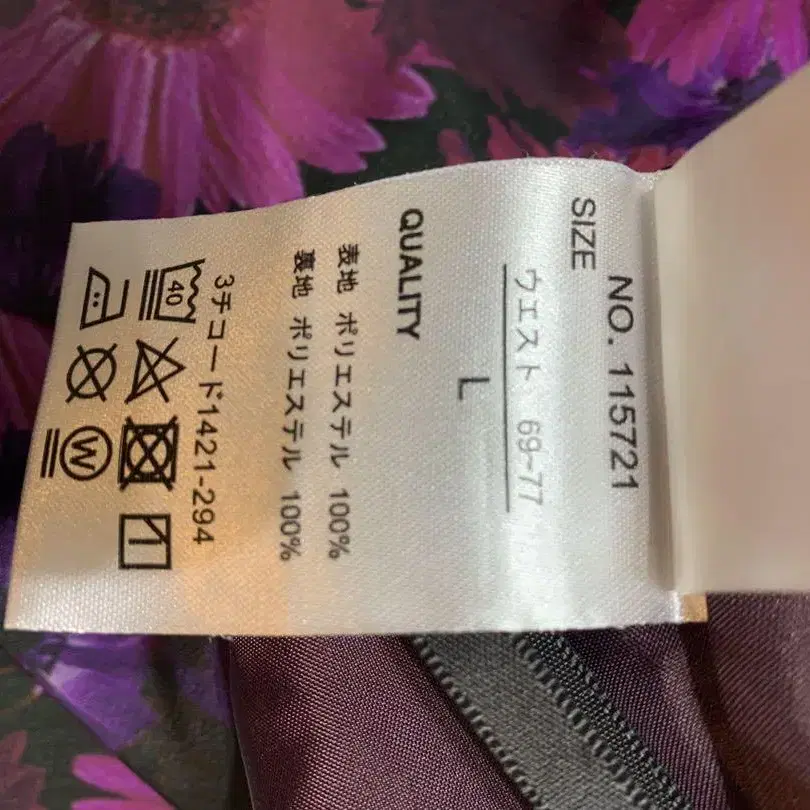 NO. 115721
SIZE
ウエスト 69-77
L
QUALITY
表地 ポリエステル 100%
裏地 ポリエステル 100%
3チコード1421-294
40
W